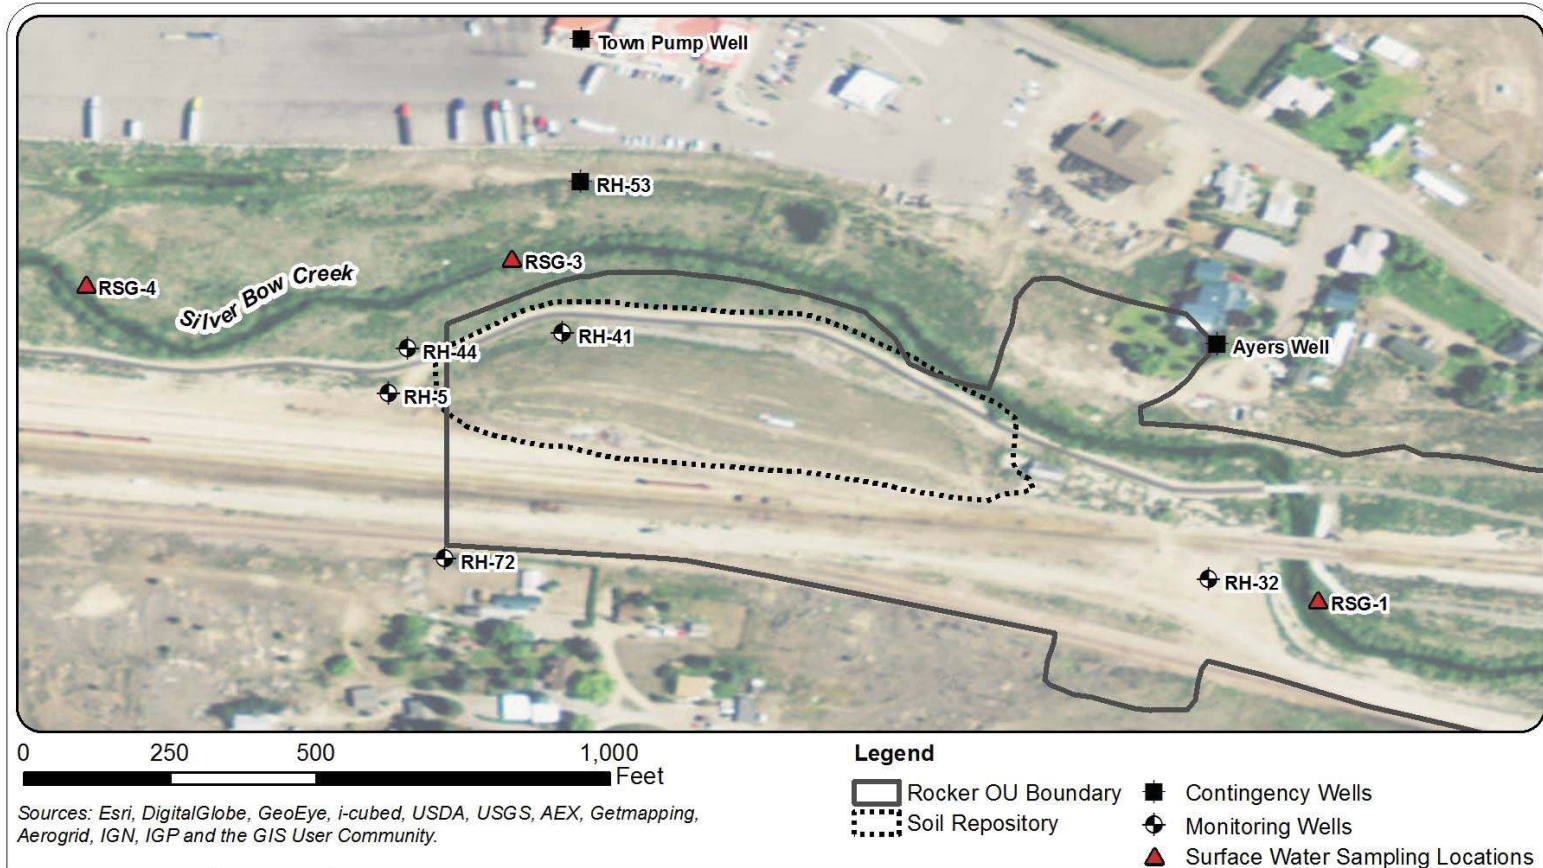 Town Pump Well
RH-53
RSG-3
RSG-4
Silver Bow Creek
RH-41
RH-44
Ayers Well
RH-5
RH-72
RH-32
RSG-1
0 250 500 1,000
Feet
Sources: Esri, DigitalGlobe, GeoEye, i-cubed, USDA, USGS, AEX, Getmapping,
Aerogrid, IGN, IGP and the GIS User Community.
Legend
Rocker OU Boundary
Soil Repository
Contingency Wells
Monitoring Wells
Surface Water Sampling Locations